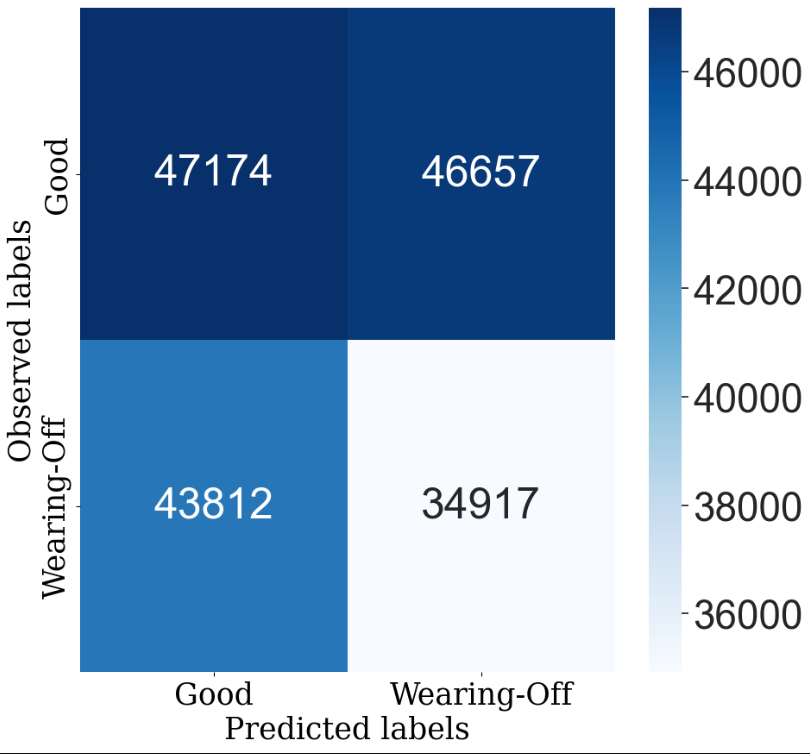 Observed labels
Good
Wearing-Off
47174
46657
43812
34917
Good
Wearing-Off
Predicted labels
46000
44000
42000
40000
38000
36000